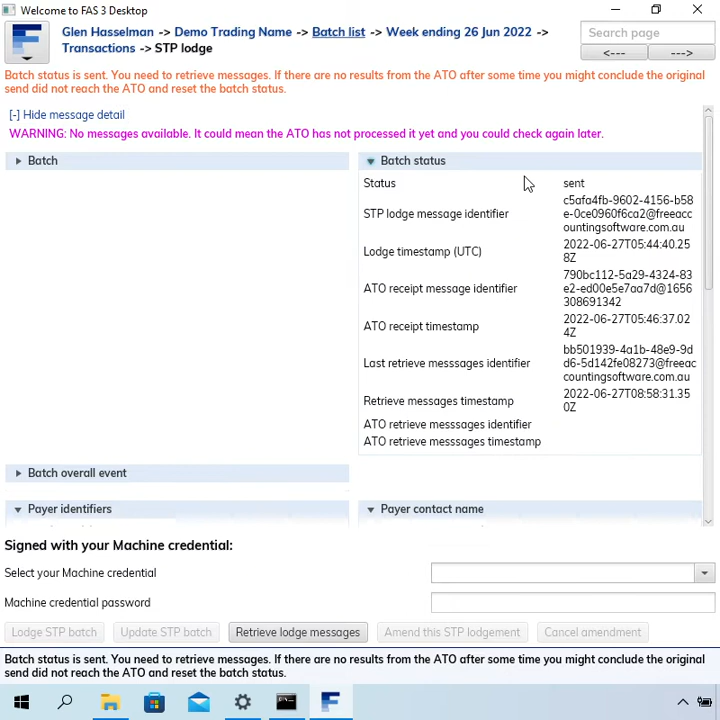 Welcome to FAS 3 Desktop
Glen Hasselman -> Demo Trading Name -> Batch list -> Week ending 26 Jun 2022 ->
Transactions -> STP lodge
Search page
<---
--->
Batch status is sent. You need to retrieve messages. If there are no results from the ATO after some time you might conclude the original
send did not reach the ATO and reset the batch status.
[-] Hide message detail
WARNING: No messages available. It could mean the ATO has not processed it yet and you could check again later.
Batch
Batch status
Status sent
STP lodge message identifier
c5afa4fb-9602-4156-b58
e-0ce0960f6ca2@freeacc
ountingsoftware.com.au
Lodge timestamp (UTC)
2022-06-27T05:44:40.25
8Z
ATO receipt message identifier
790bc112-5a29-4324-83
e2-ed00e5e7aa7d@1656
308691342
ATO receipt timestamp
2022-06-27T05:46:37.02
4Z
Last retrieve messsages identifier
bb501939-4a1b-48e9-9d
d6-5d142fe08273@freeac
countingsoftware.com.au
Retrieve messages timestamp
2022-06-27T08:58:31.35
0Z
ATO retrieve messsages identifier
ATO retrieve messsages timestamp
Batch overall event
Payer identifiers
Payer contact name
Signed with your Machine credential:
Select your Machine credential
Machine credential password
Lodge STP batch
Update STP batch
Retrieve lodge messages
Amend this STP lodgement
Cancel amendment
Batch status is sent. You need to retrieve messages. If there are no results from the ATO after some time you might conclude the original
send did not reach the ATO and reset the batch status.